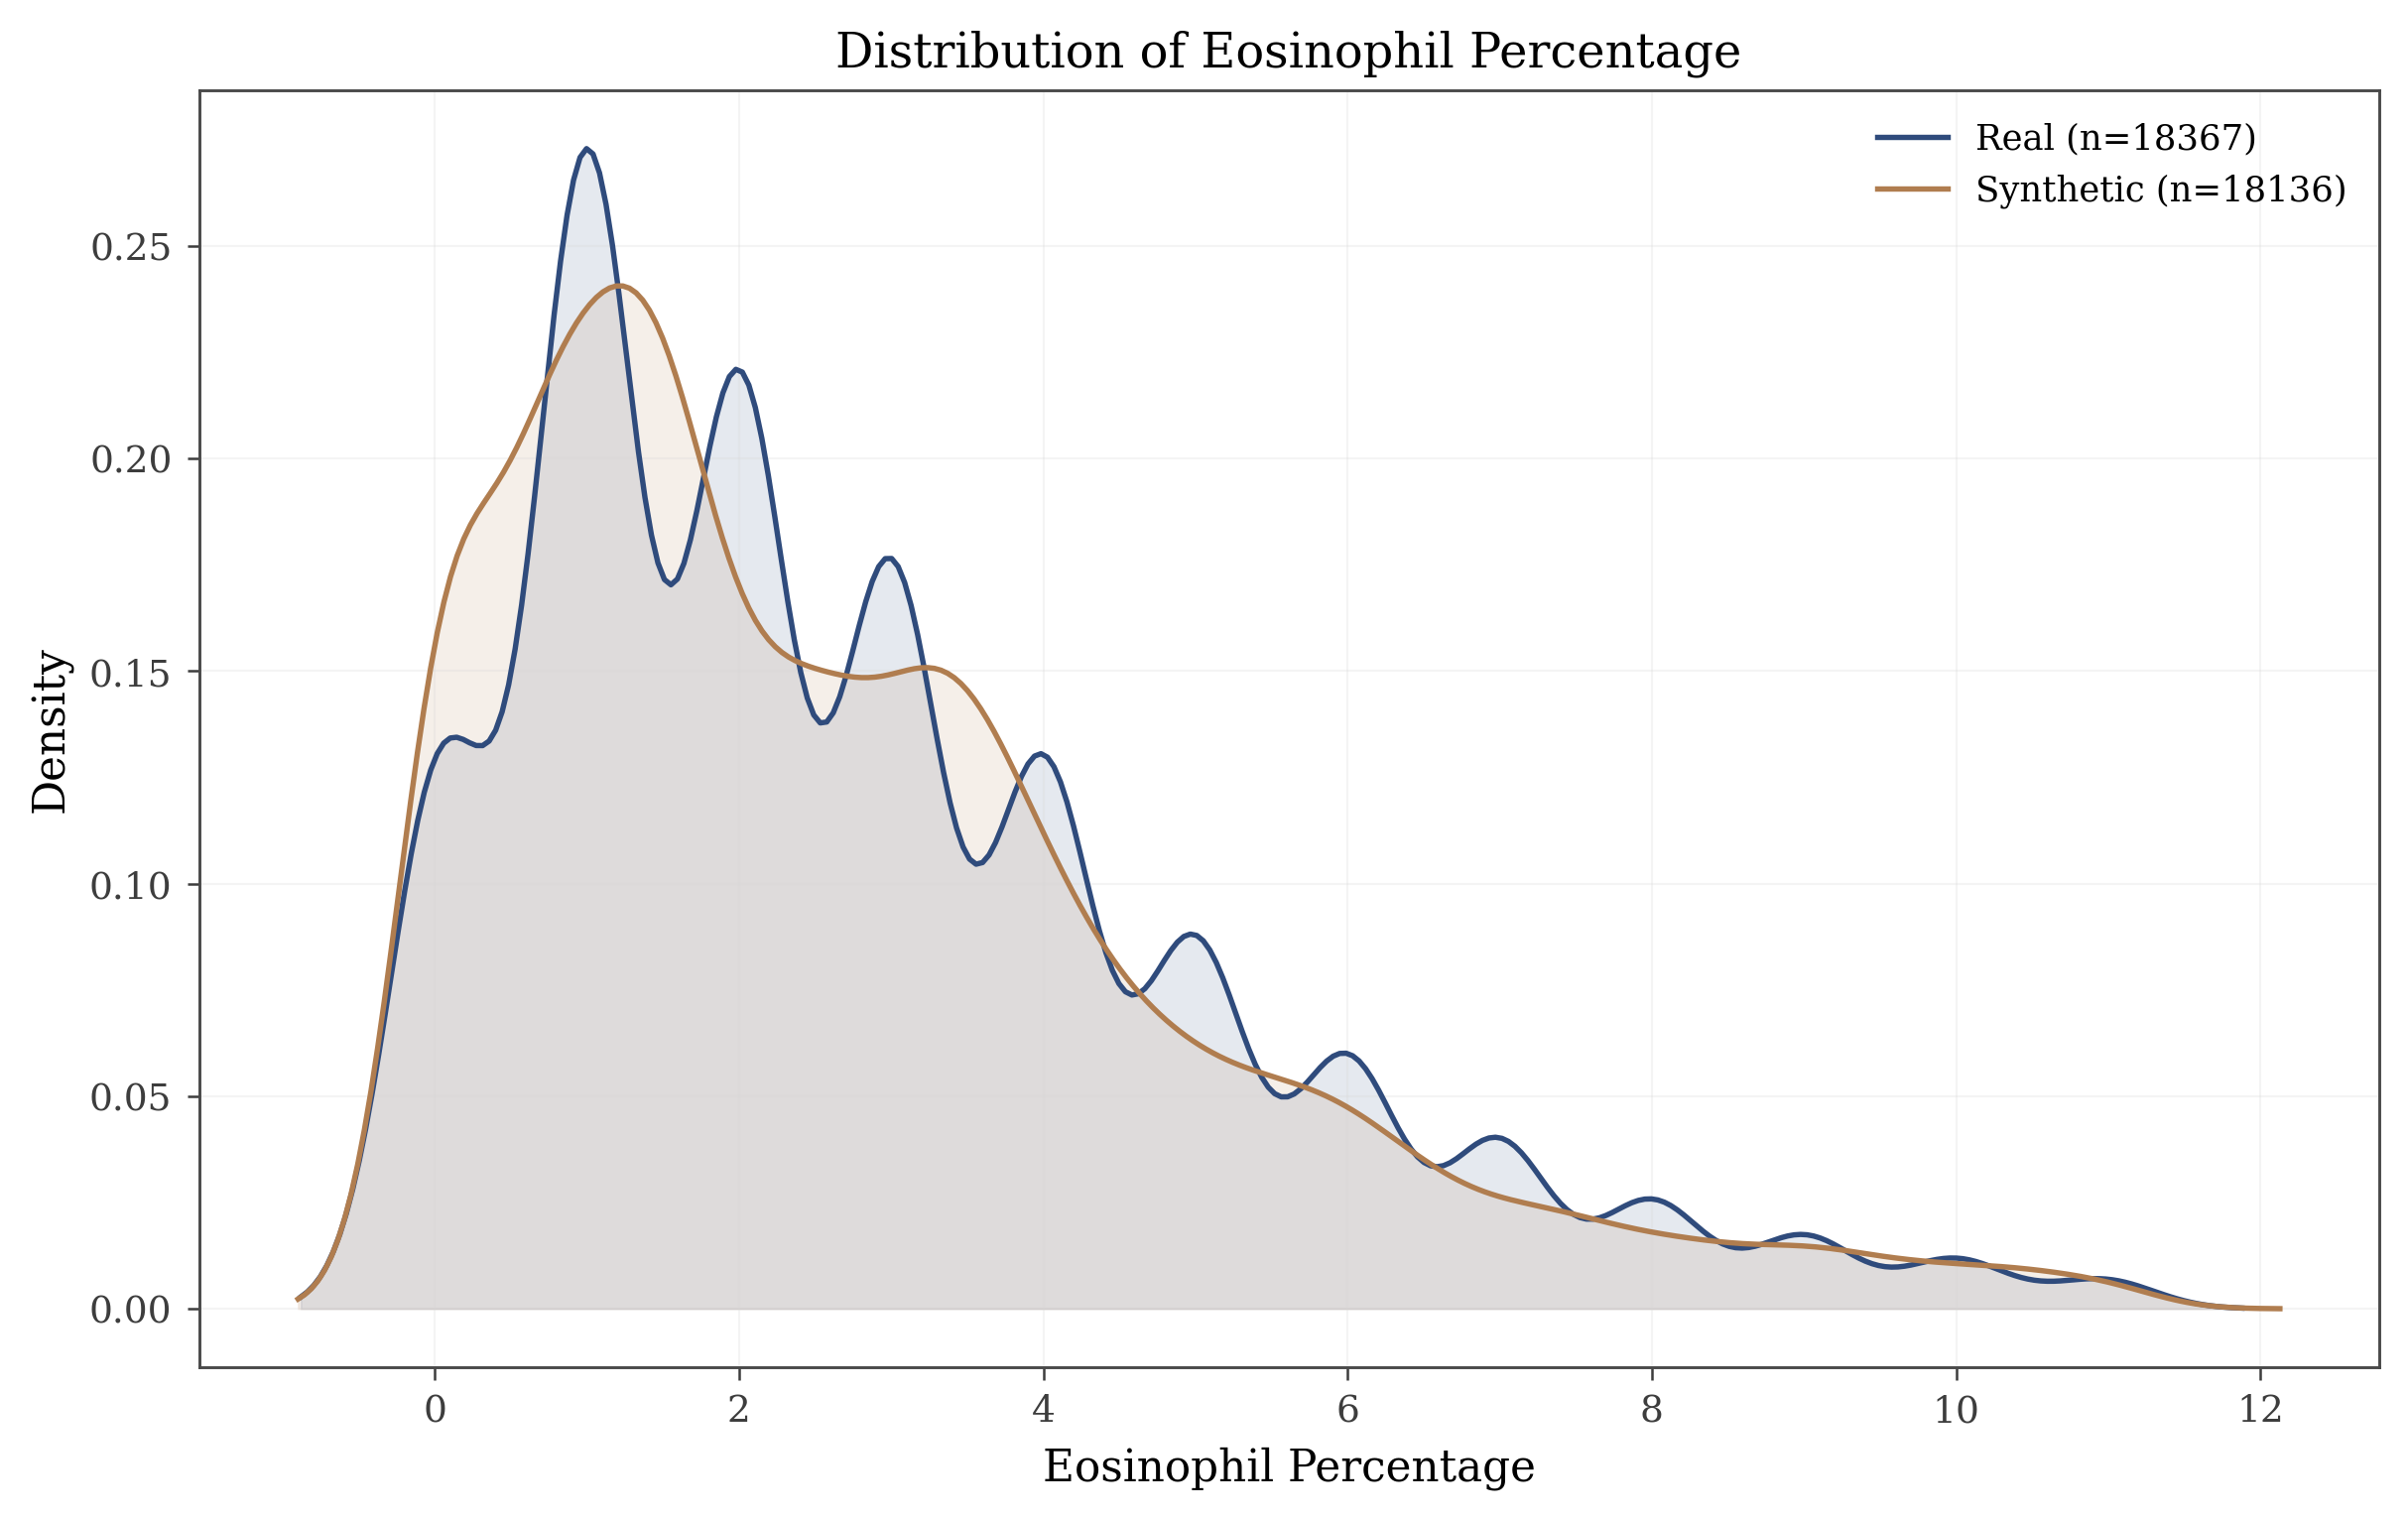 Distribution of Eosinophil Percentage
Real (n=18367)
Synthetic (n=18136)
Density
0.25
0.20
0.15
0.10
0.05
0.00
0 2 4 6 8 10 12
Eosinophil Percentage